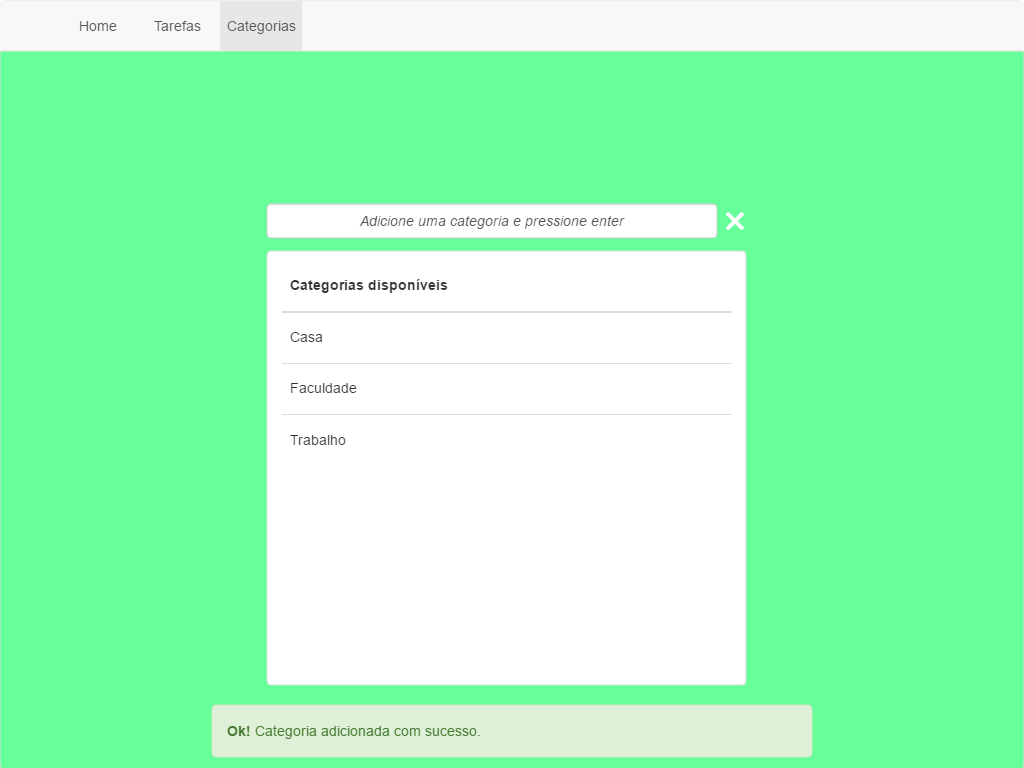 Home Tarefas Categorias
Adicione uma categoria e pressione enter
Categorias disponíveis
Casa
Faculdade
Trabalho
Ok! Categoria adicionada com sucesso.